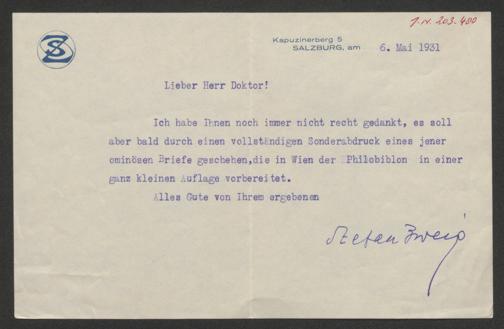 SZ
J.N. 203.480
Kapuzinerberg 5
SALZBURG, am 6. Mai 1931
Lieber Herr Doktor!
Ich habe Ihnen noch immer nicht recht gedankt, es soll
aber bald durch einen vollständigen Sonderabdruck eines jener
ominösen Briefe geschehen,die in Wien der Philobiblon in einer
ganz kleinen Auflage vorbereitet.
Alles Gute von Ihrem ergebenen
Stefan Zweig